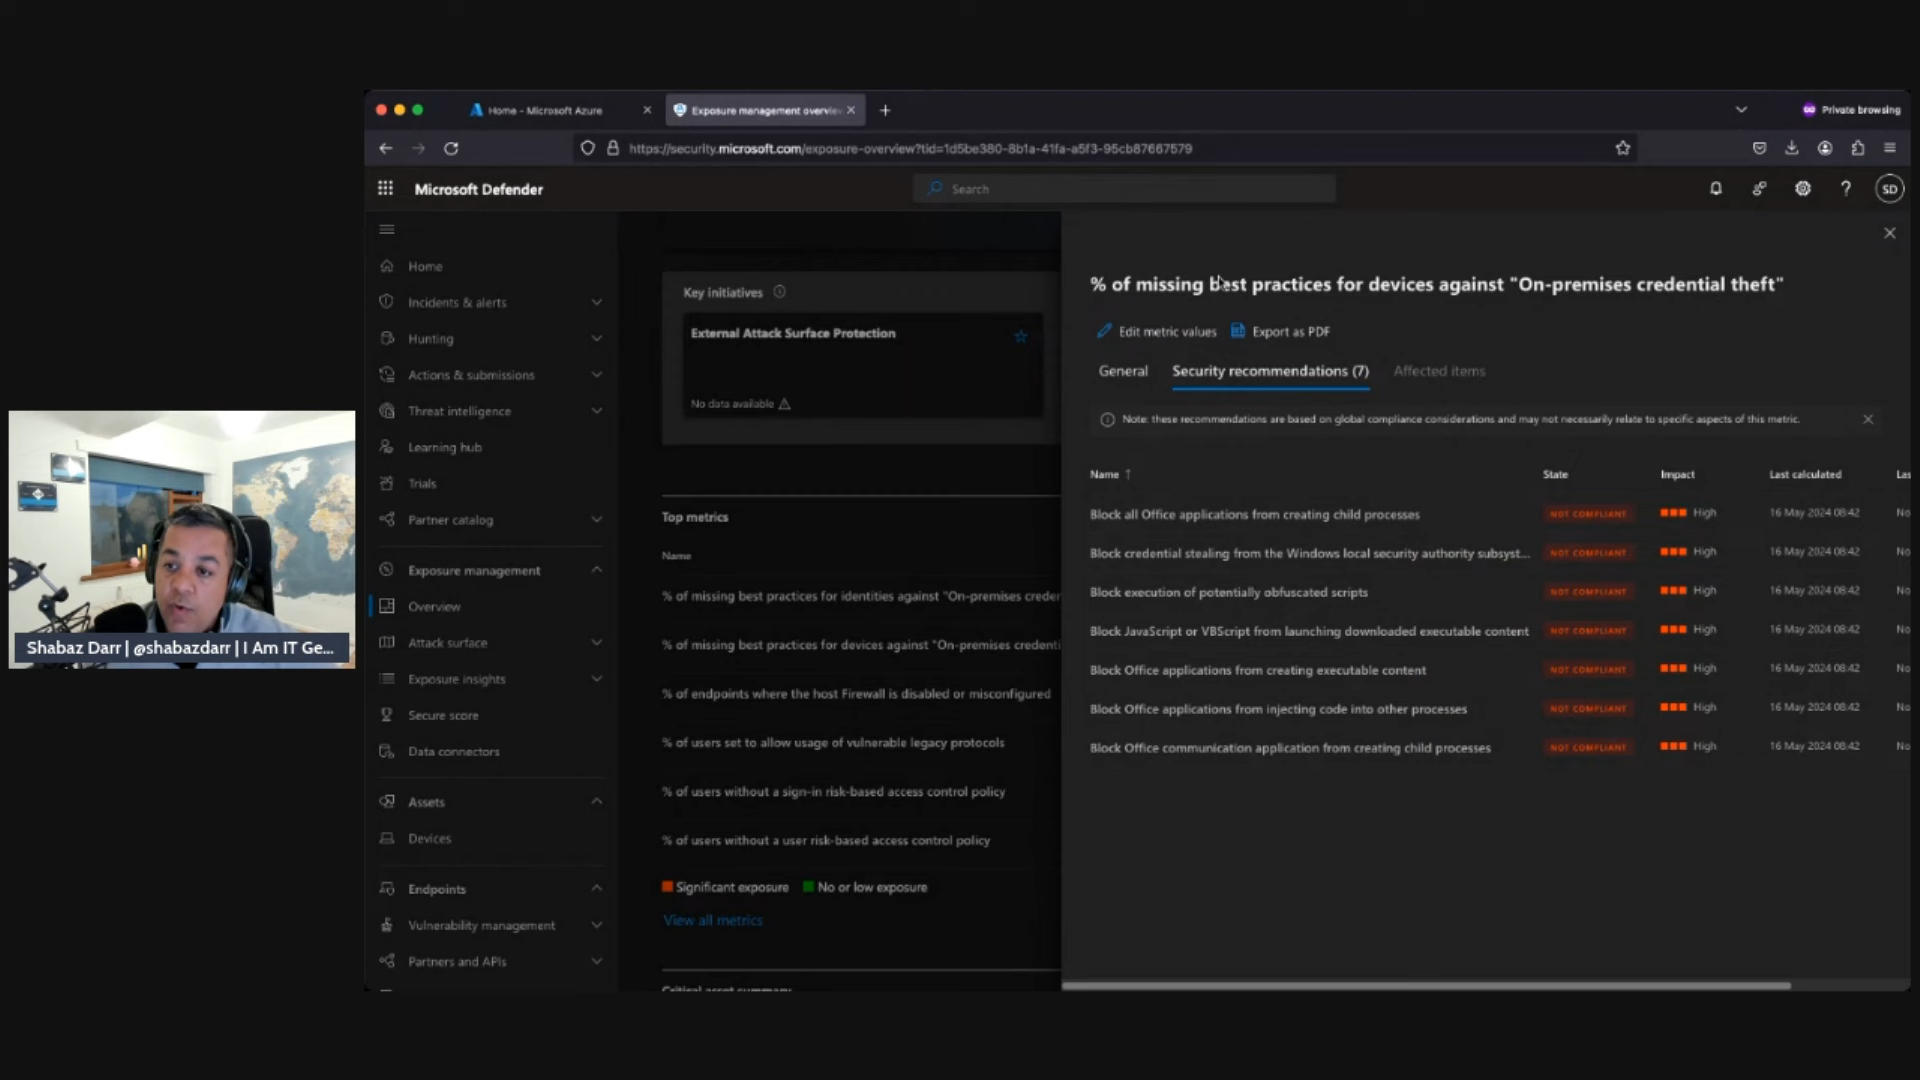 Home - Microsoft Azure
Exposure management overvie
Private browsing
https://security.microsoft.com/exposure-overview?tid=1d5be380-8b1a-41fa-a5f3-95cb87667579
Microsoft Defender
Search
SD
Home
Incidents & alerts
Hunting
Actions & submissions
Threat intelligence
Learning hub
Trials
Partner catalog
Exposure management
Overview
Attack surface
Exposure insights
Secure score
Data connectors
Assets
Devices
Endpoints
Vulnerability management
Partners and APIs
Key initiatives
External Attack Surface Protection
No data available
Top metrics
Name
% of missing best practices for identities against "On-premises creder
% of missing best practices for devices against "On-premises credenti
% of endpoints where the host Firewall is disabled or misconfigured
% of users set to allow usage of vulnerable legacy protocols
% of users without a sign-in risk-based access control policy
% of users without a user risk-based access control policy
Significant exposure No or low exposure
View all metrics
Critical asset summary
% of missing best practices for devices against "On-premises credential theft"
Edit metric values Export as PDF
General Security recommendations (7) Affected items
Note: these recommendations are based on global compliance considerations and may not necessarily relate to specific aspects of this metric.
Name ↑ State Impact Last calculated Las
Block all Office applications from creating child processes NOT COMPLIANT High 16 May 2024 08:42 No
Block credential stealing from the Windows local security authority subsyst... NOT COMPLIANT High 16 May 2024 08:42 No
Block execution of potentially obfuscated scripts NOT COMPLIANT High 16 May 2024 08:42 No
Block JavaScript or VBScript from launching downloaded executable content NOT COMPLIANT High 16 May 2024 08:42 No
Block Office applications from creating executable content NOT COMPLIANT High 16 May 2024 08:42 No
Block Office applications from injecting code into other processes NOT COMPLIANT High 16 May 2024 08:42 No
Block Office communication application from creating child processes NOT COMPLIANT High 16 May 2024 08:42 No
Shabaz Darr | @shabazdarr | I Am IT Ge...